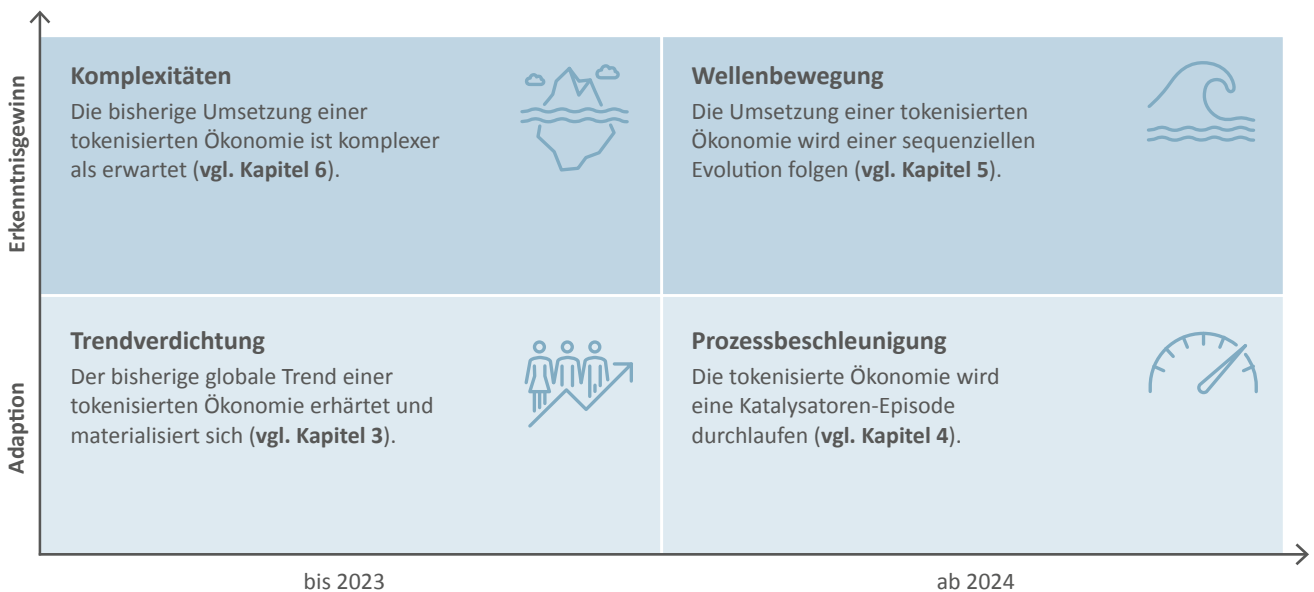 Erkenntnisgewinn
Komplexitäten
Die bisherige Umsetzung einer
tokenisierten Ökonomie ist komplexer
als erwartet (vgl. Kapitel 6).
Wellenbewegung
Die Umsetzung einer tokenisierten
Ökonomie wird einer sequenziellen
Evolution folgen (vgl. Kapitel 5).
Adaption
Trendverdichtung
Der bisherige globale Trend einer
tokenisierten Ökonomie erhärtet und
materialisiert sich (vgl. Kapitel 3).
Prozessbeschleunigung
Die tokenisierte Ökonomie wird
eine Katalysatoren-Episode
durchlaufen (vgl. Kapitel 4).
bis 2023
ab 2024